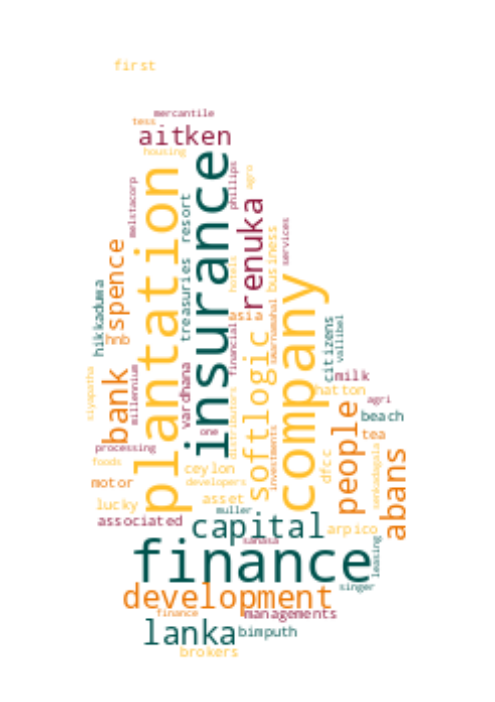 first
mercantile
tess
aitken
housing
insurance
plantation
phillips
agro
melstacorp
resort
renuka
services
business
spence
treasuries
hotels
hikkaduwa
company
asia
swarnamahal
citizens
vallibel
financial
hnb
softlogic
bank
millennium
siyapatha
vardhana
milk
hatton
agri
distributors
people
beach
one
tea
investments
processing
foods
ceylon
dfcc
senkadagala
abans
motor
developers
lucky
asset
muller
associated
capital
arpico
sanasa
leasing
finance
singer
development
finance
managements
lanka
bimputh
brokers